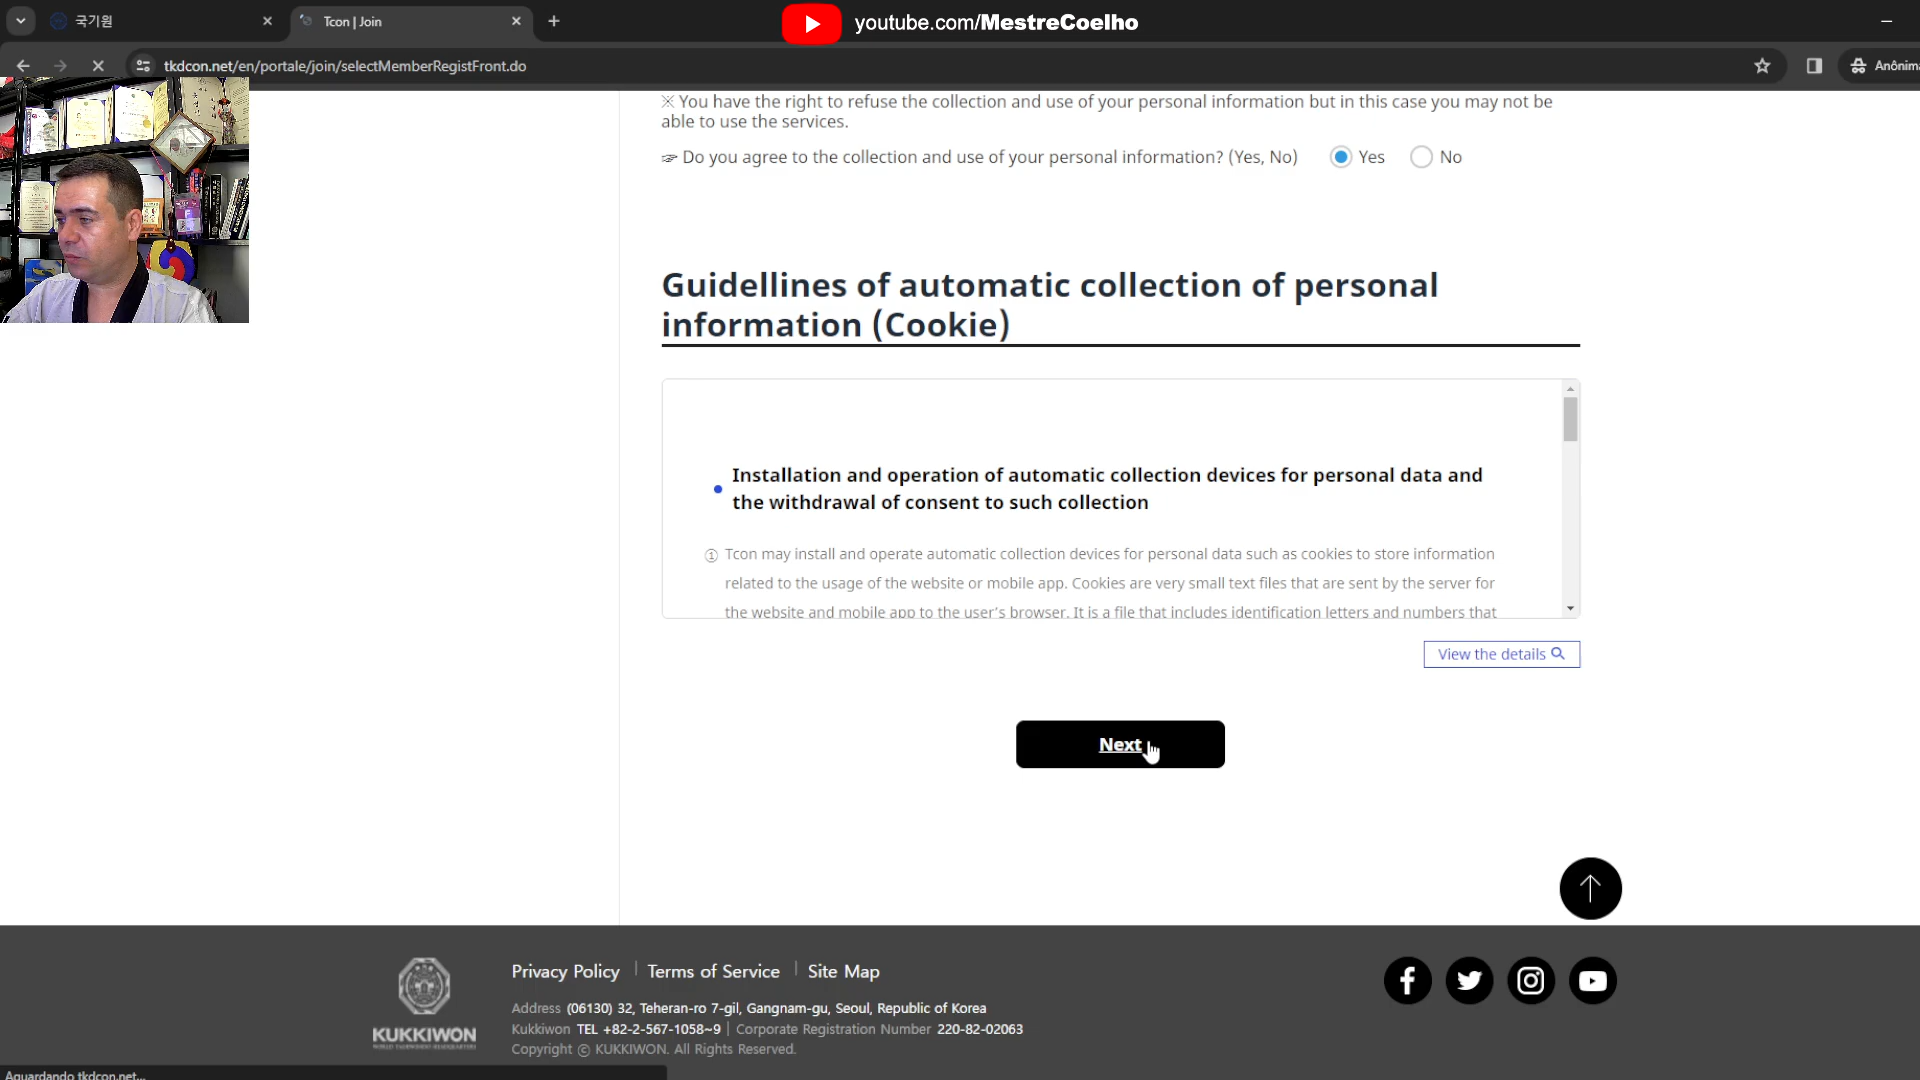 국기원
Tcon | Join
youtube.com/MestreCoelho
tkdcon.net/en/portale/join/selectMemberRegistFront.do
Anônima
※ You have the right to refuse the collection and use of your personal information but in this case you may not be
able to use the services.
☞ Do you agree to the collection and use of your personal information? (Yes, No)
Yes
No
Guidellines of automatic collection of personal
information (Cookie)
Installation and operation of automatic collection devices for personal data and
the withdrawal of consent to such collection
① Tcon may install and operate automatic collection devices for personal data such as cookies to store information
related to the usage of the website or mobile app. Cookies are very small text files that are sent by the server for
the website and mobile app to the user's browser. It is a file that includes identification letters and numbers that
View the details
Next
KUKKIWON
Privacy Policy
Terms of Service
Site Map
Address (06130) 32, Teheran-ro 7-gil, Gangnam-gu, Seoul, Republic of Korea
Kukkiwon TEL +82-2-567-1058~9 | Corporate Registration Number 220-82-02063
Copyright ⓒ KUKKIWON. All Rights Reserved.
Aguardando tkdcon.net...